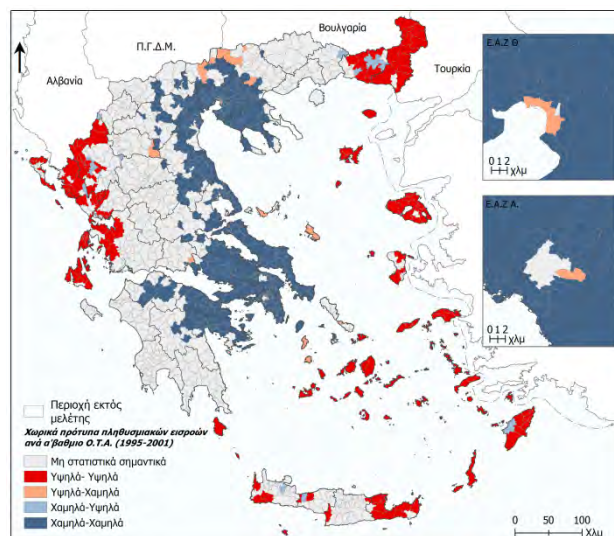 Βουλγαρία
Π.Γ.Δ.Μ.
Αλβανία
Τουρκία
Ε.Α.Ζ Θ.
0 1 2
χλμ
Ε.Α.Ζ Α.
0 1 2
χλμ
Περιοχή εκτός
μελέτης
Χωρικά πρότυπα πληθυσμιακών εισροών
ανά α'βαθμιο Ο.Τ.Α. (1995-2001)
Μη στατιστικά σημαντικά
Υψηλά- Υψηλά
Υψηλά-Χαμηλά
Χαμηλά-Υψηλά
Χαμηλά-Χαμηλά
0 50 100
Χλμ